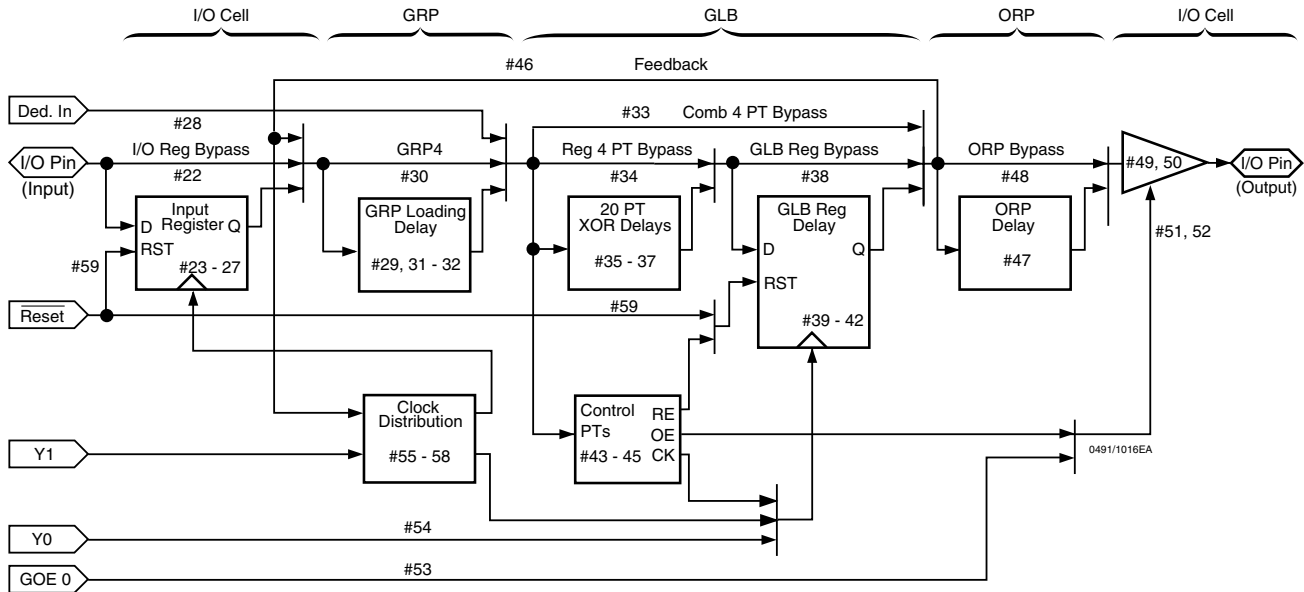 I/O Cell
GRP
GLB
ORP
I/O Cell
#46
Feedback
Ded. In
#28
#33
Comb 4 PT Bypass
I/O Pin
(Input)
I/O Reg Bypass
#22
GRP4
#30
Reg 4 PT Bypass
#34
GLB Reg Bypass
#38
ORP Bypass
#48
#49, 50
I/O Pin
(Output)
Input
Register
D
Q
RST
#23 - 27
GRP Loading
Delay
#29, 31 - 32
20 PT
XOR Delays
#35 - 37
GLB Reg
Delay
D
Q
RST
#39 - 42
ORP
Delay
#47
#51, 52
#59
Reset
#59
Clock
Distribution
#55 - 58
Control
PTs
#43 - 45
RE
OE
CK
0491/1016EA
Y1
Y0
#54
GOE 0
#53